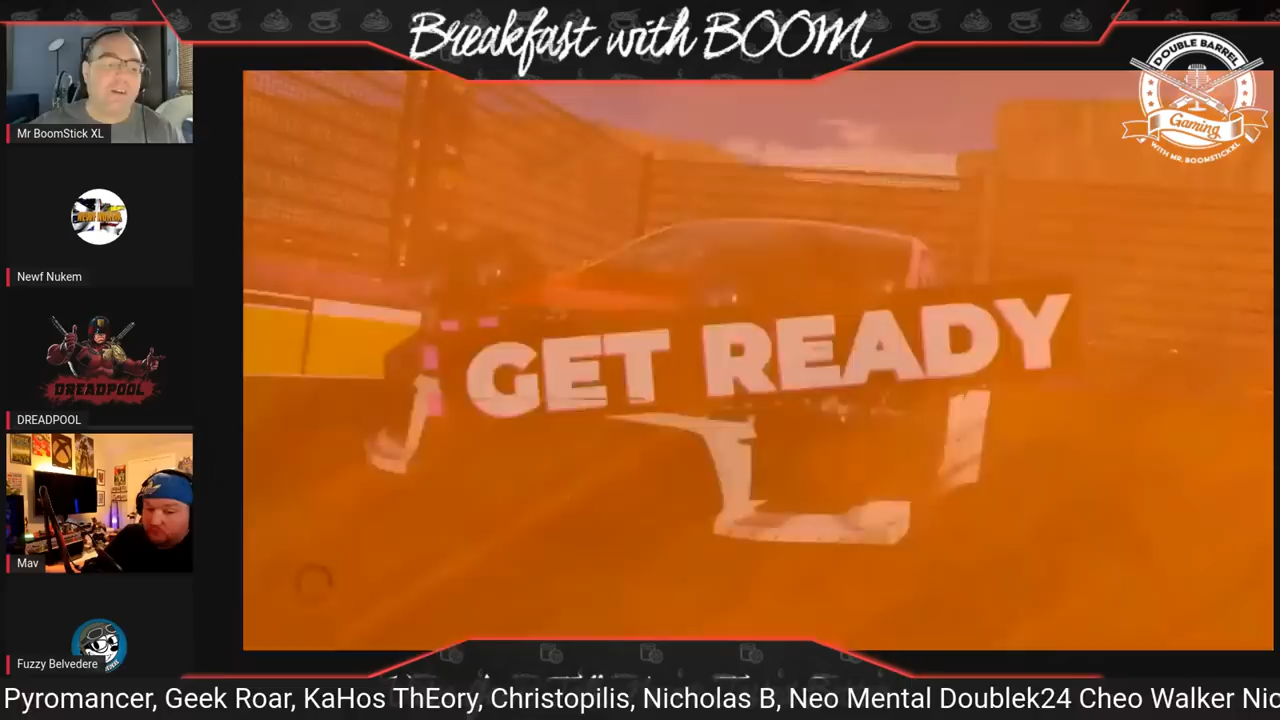 Breakfast with BOOM
DOUBLE BARREL
Gaming
WITH MR. BOOMSTICKXL
Mr BoomStick XL
Newf Nukem
DREADPOOL
DREADPOOL
Mav
Fuzzy Belvedere
GET READY
Pyromancer, Geek Roar, KaHos ThEory, Christopilis, Nicholas B, Neo Mental Doublek24 Cheo Walker Nic